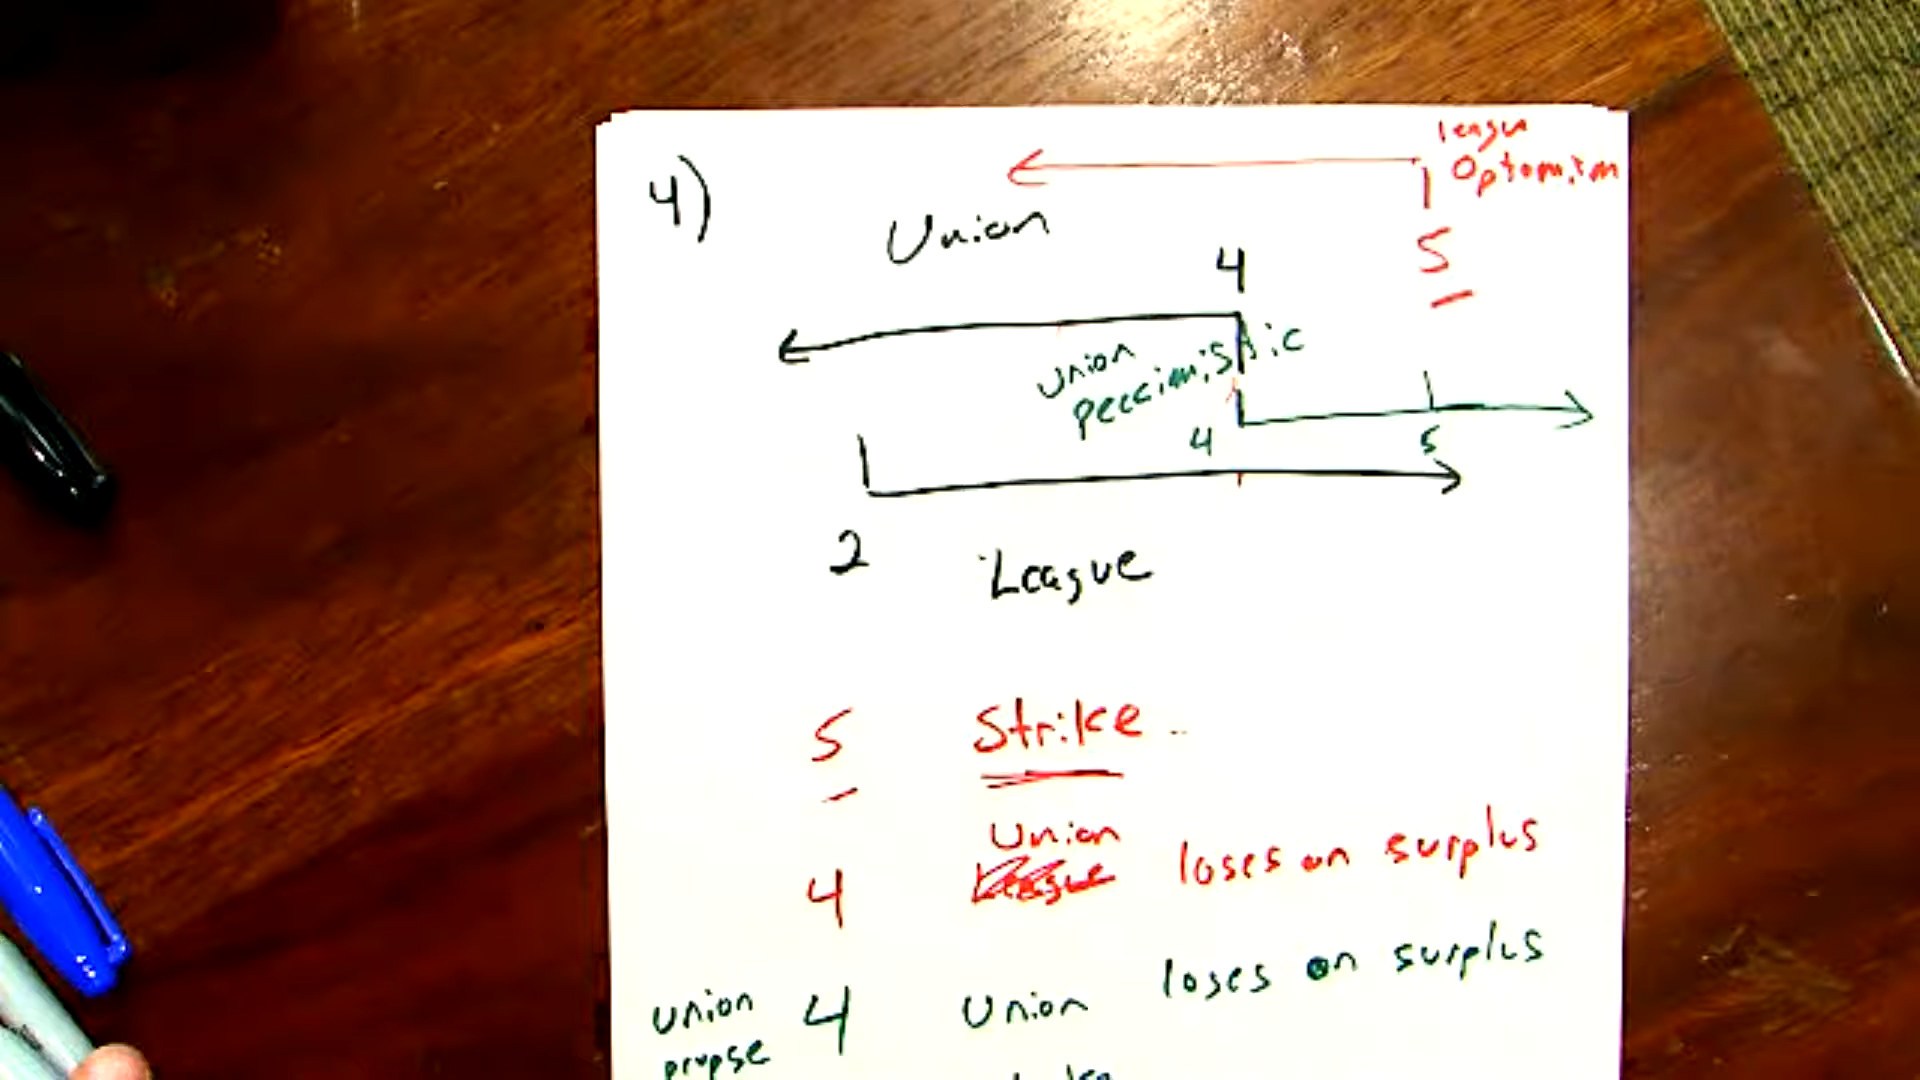 4)
league
Optomism
5
Union
4
union
peccimistic
4
5
2
League
5 Strike
Union
4 League loses on surplus
union 4 Union loses on surplus
propse